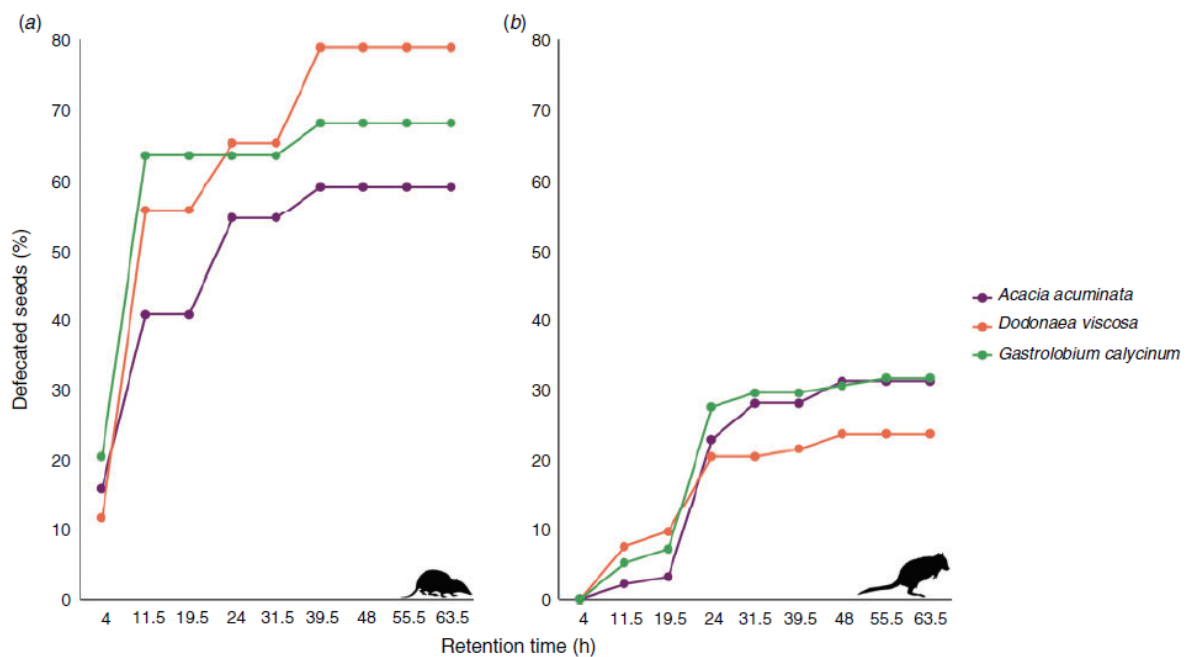 (a)
(b)
80
70
60
50
40
30
20
10
0
80
70
60
50
40
30
20
10
0
Defecated seeds (%)
4 11.5 19.5 24 31.5 39.5 48 55.5 63.5
4 11.5 19.5 24 31.5 39.5 48 55.5 63.5
Retention time (h)
Acacia acuminata
Dodonaea viscosa
Gastrolobium calycinum